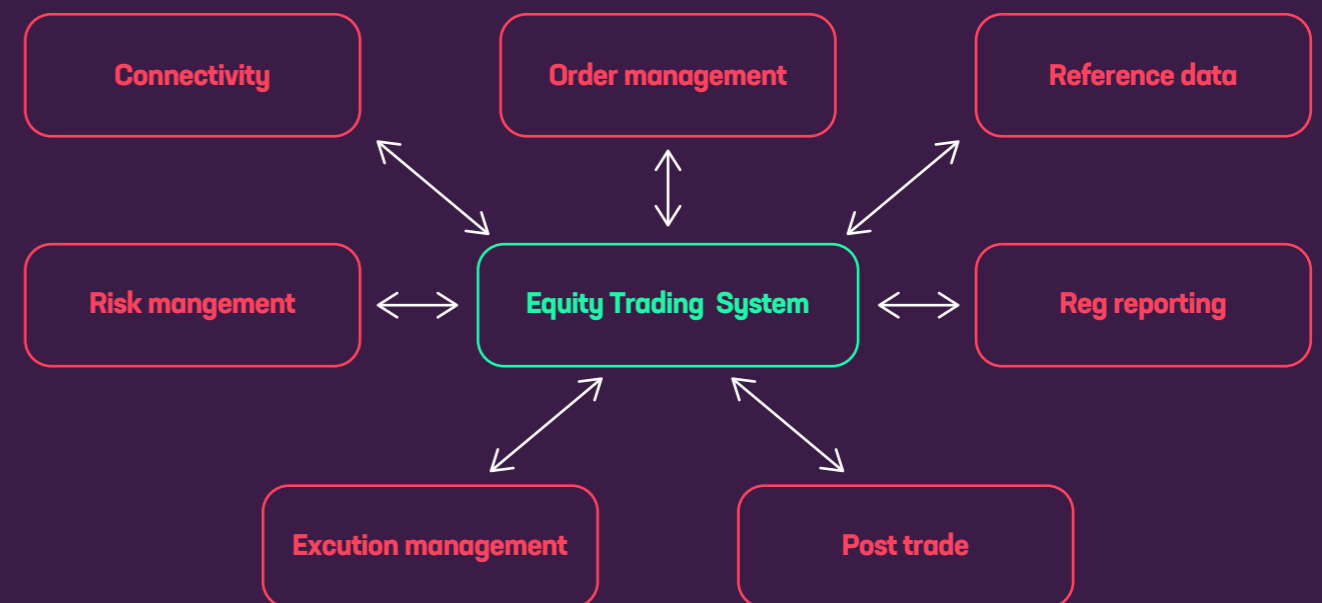 Connectivity
Order management
Reference data
Risk mangement
Equity Trading  System
Reg reporting
Excution management
Post trade